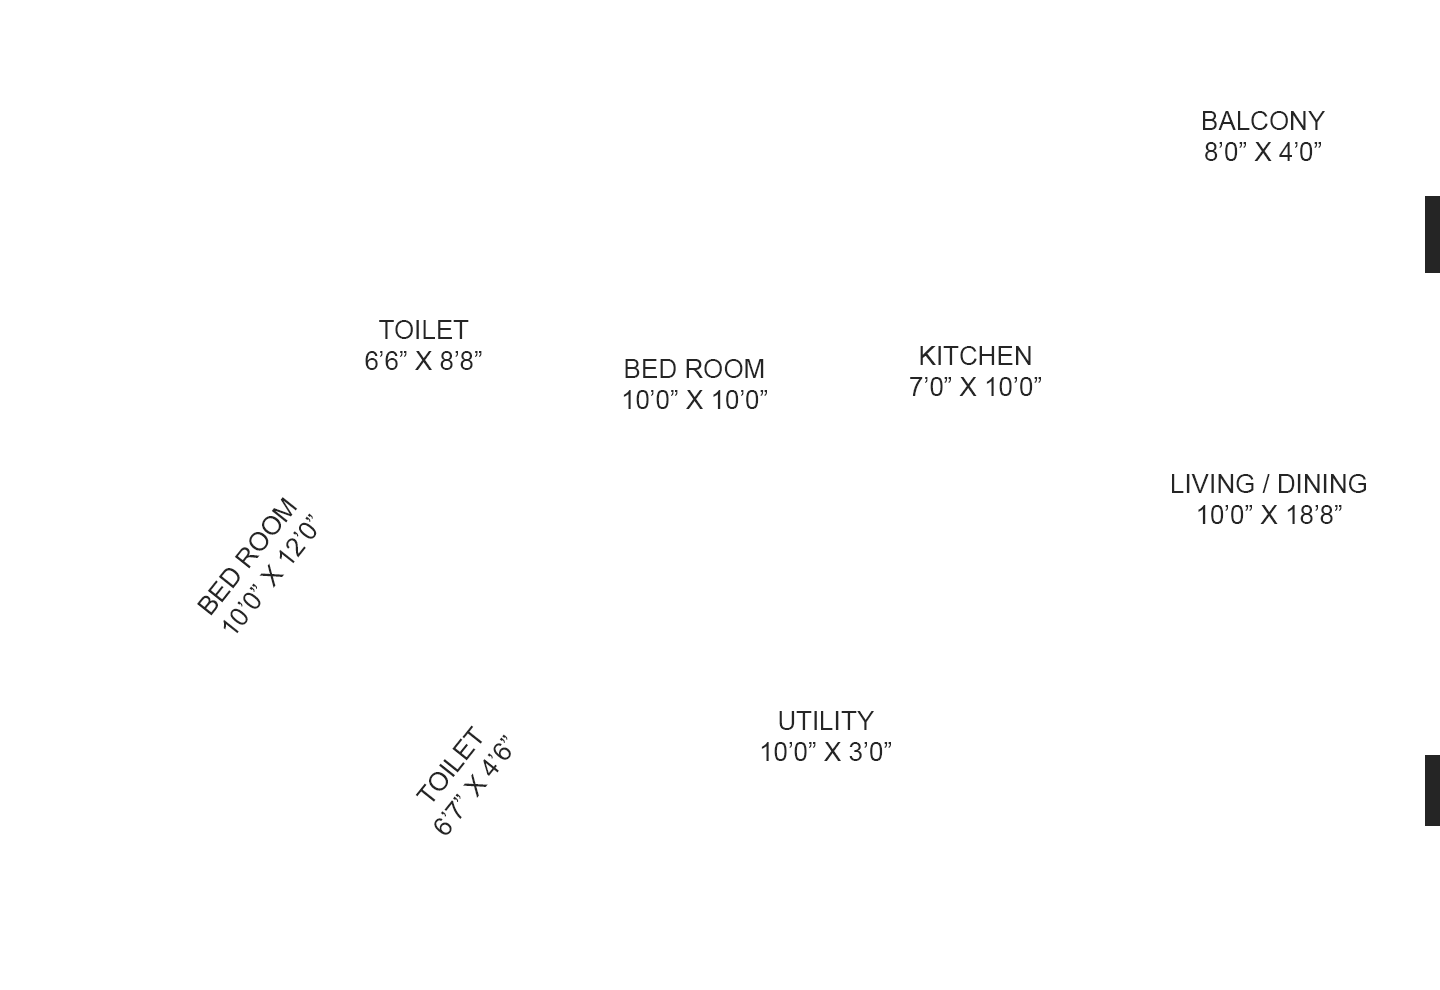 BALCONY
8’0” X 4’0”
TOILET
6’6” X 8’8”
BED ROOM
10’0” X 10’0”
KITCHEN
7’0” X 10’0”
LIVING / DINING
10’0” X 18’8”
BED ROOM
10’0” X 12’0”
UTILITY
10’0” X 3’0”
TOILET
6’7” X 4’6”